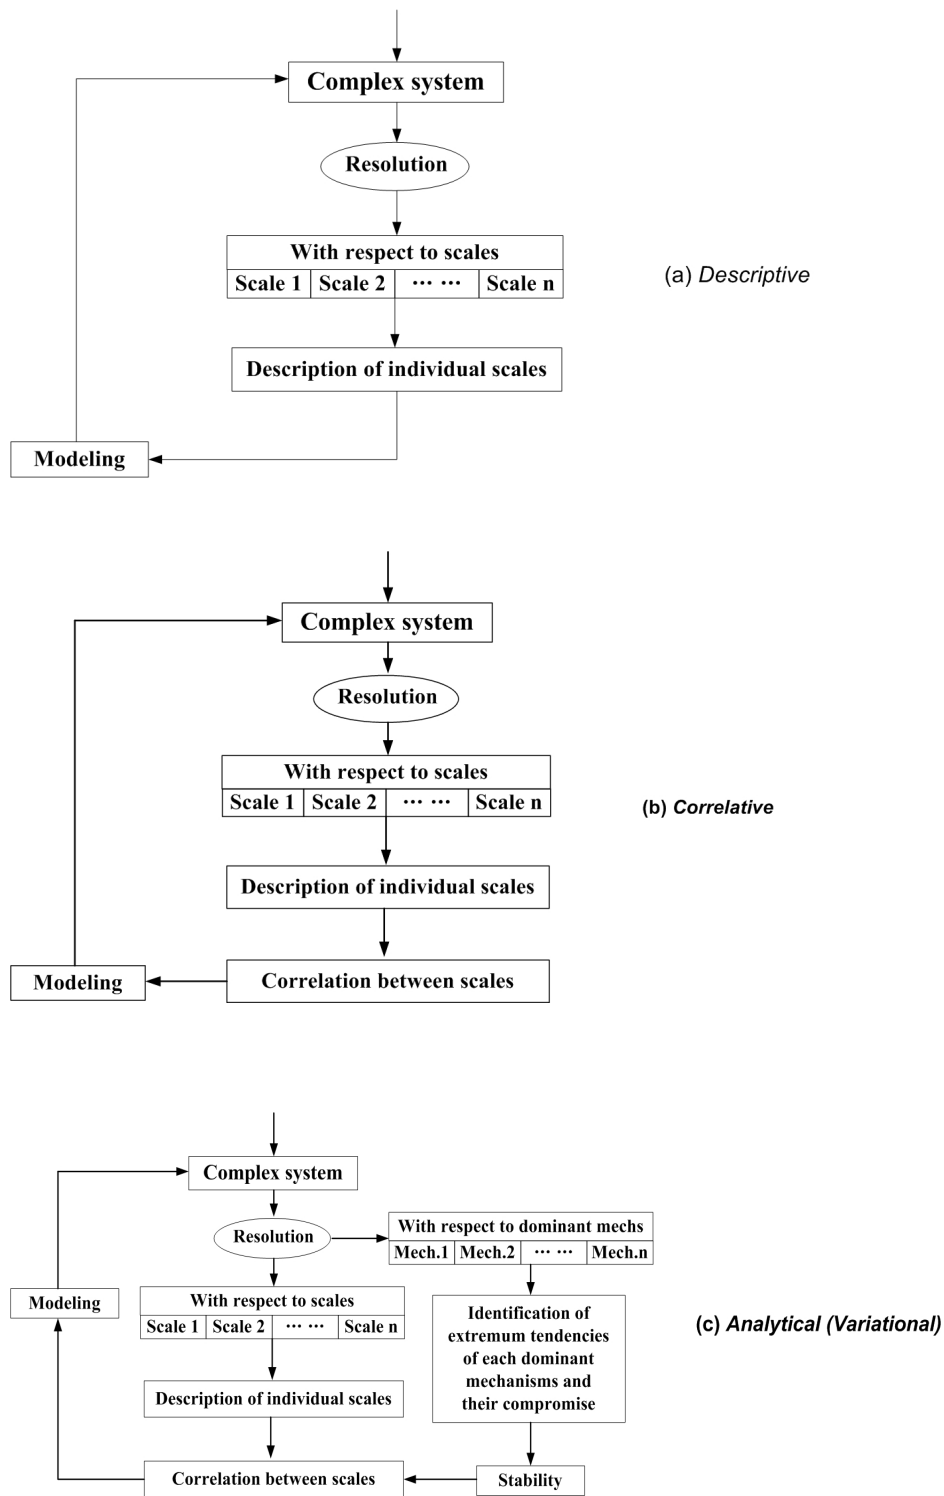 Complex system
Resolution
With respect to scales
Scale 1 Scale 2 ... ... Scale n
(a) Descriptive
Description of individual scales
Modeling
Complex system
Resolution
With respect to scales
Scale 1 Scale 2 ... ... Scale n
(b) Correlative
Description of individual scales
Correlation between scales
Modeling
Complex system
Resolution
With respect to dominant mechs
Mech.1 Mech.2 ... ... Mech.n
Modeling
With respect to scales
Scale 1 Scale 2 ... ... Scale n
Identification of
extremum tendencies
of each dominant
mechanisms and
their compromise
(c) Analytical (Variational)
Description of individual scales
Correlation between scales
Stability